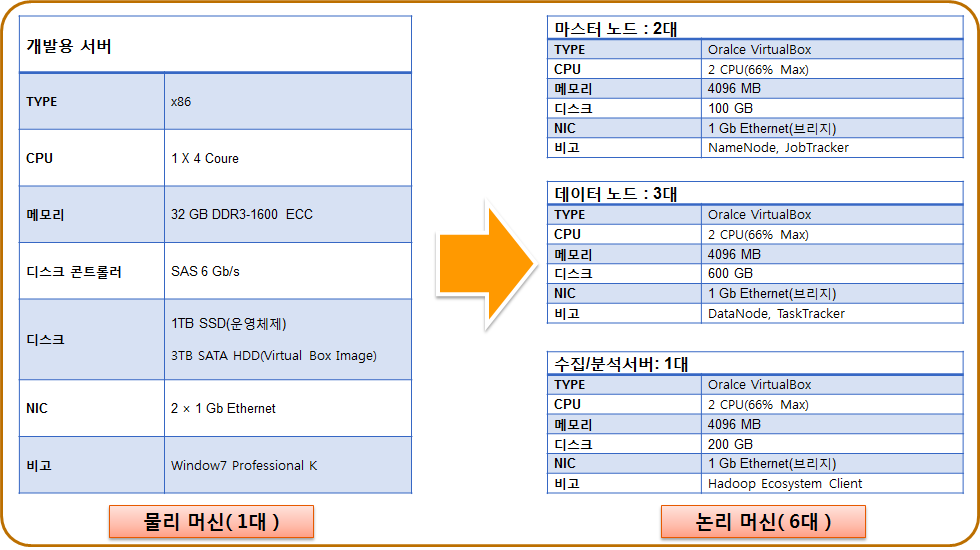 개발용 서버
TYPE x86
CPU 1 X 4 Coure
메모리 32 GB DDR3-1600 ECC
디스크 콘트롤러 SAS 6 Gb/s
디스크 1TB SSD(운영체제)
3TB SATA HDD(Virtual Box Image)
NIC 2 × 1 Gb Ethernet
비고 Window7 Professional K
물리 머신( 1대 )
마스터 노드 : 2대
TYPE Oralce VirtualBox
CPU 2 CPU(66% Max)
메모리 4096 MB
디스크 100 GB
NIC 1 Gb Ethernet(브리지)
비고 NameNode, JobTracker
데이터 노드 : 3대
TYPE Oralce VirtualBox
CPU 2 CPU(66% Max)
메모리 4096 MB
디스크 600 GB
NIC 1 Gb Ethernet(브리지)
비고 DataNode, TaskTracker
수집/분석서버: 1대
TYPE Oralce VirtualBox
CPU 2 CPU(66% Max)
메모리 4096 MB
디스크 200 GB
NIC 1 Gb Ethernet(브리지)
비고 Hadoop Ecosystem Client
논리 머신( 6대 )